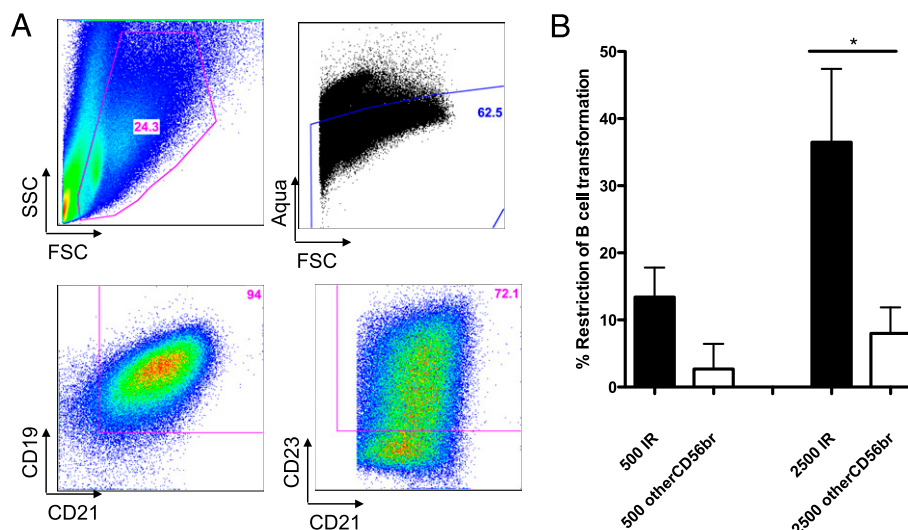 A
24.3
SSC
FSC
62.5
Aqua
FSC
94
CD19
CD21
72.1
CD23
CD21
B
*
% Restriction of B cell transformation
50
40
30
20
10
0
500 IR
500 otherCD56br
2500 IR
2500 otherCD56br